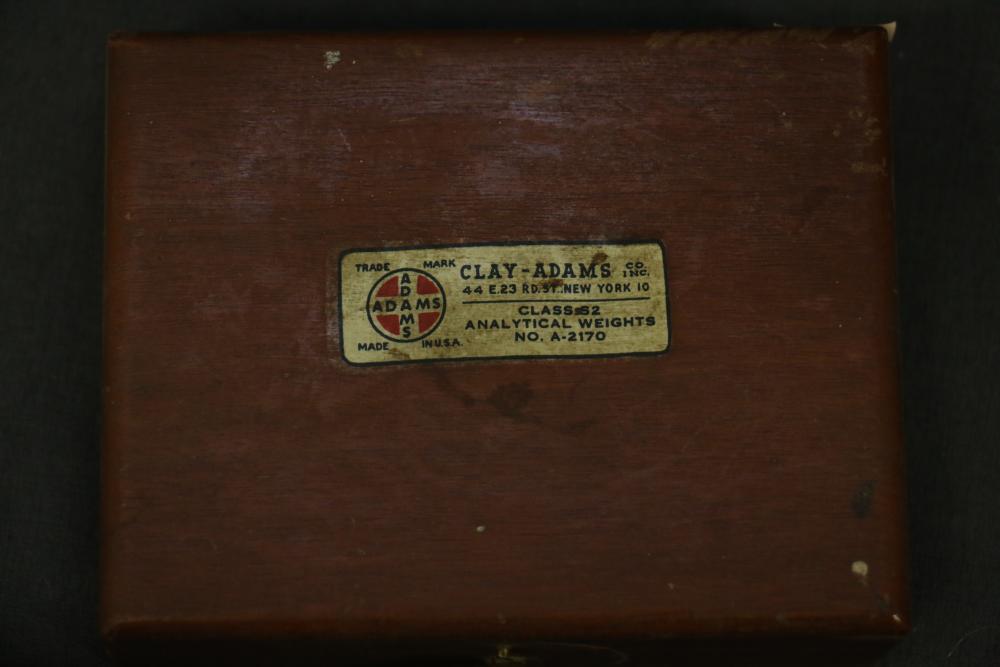 TRADE MARK
ADAMS
ADAMS
MADE IN U.S.A.
CLAY-ADAMS CO. INC.
44 E. 23 RD. ST. NEW YORK 10
CLASS S2
ANALYTICAL WEIGHTS
NO. A-2170